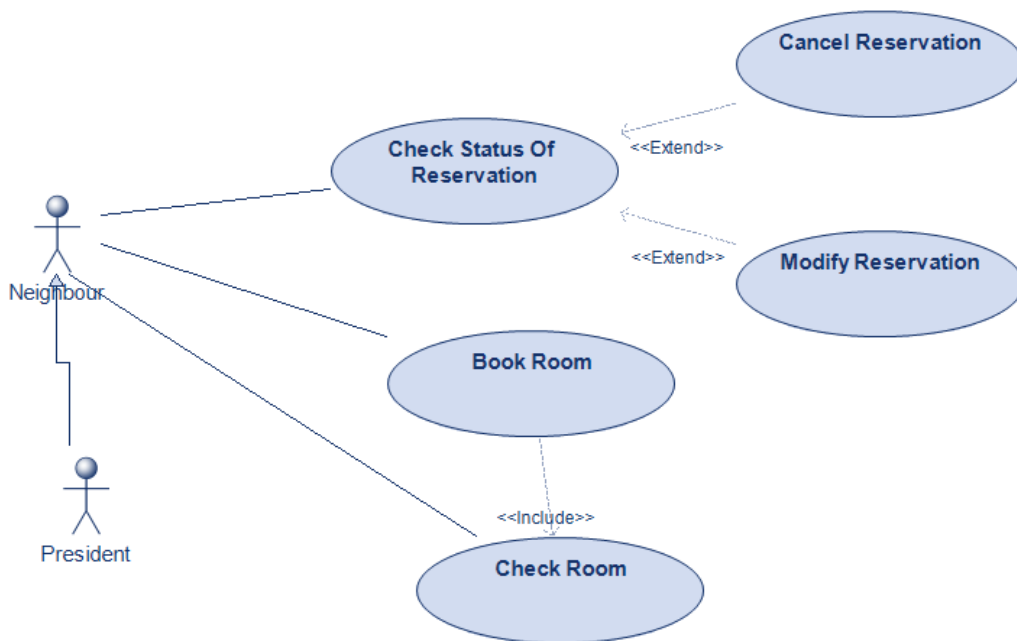 Cancel Reservation
Check Status Of
Reservation
<<Extend>>
<<Extend>>
Modify Reservation
Neighbour
Book Room
<<Include>>
President
Check Room